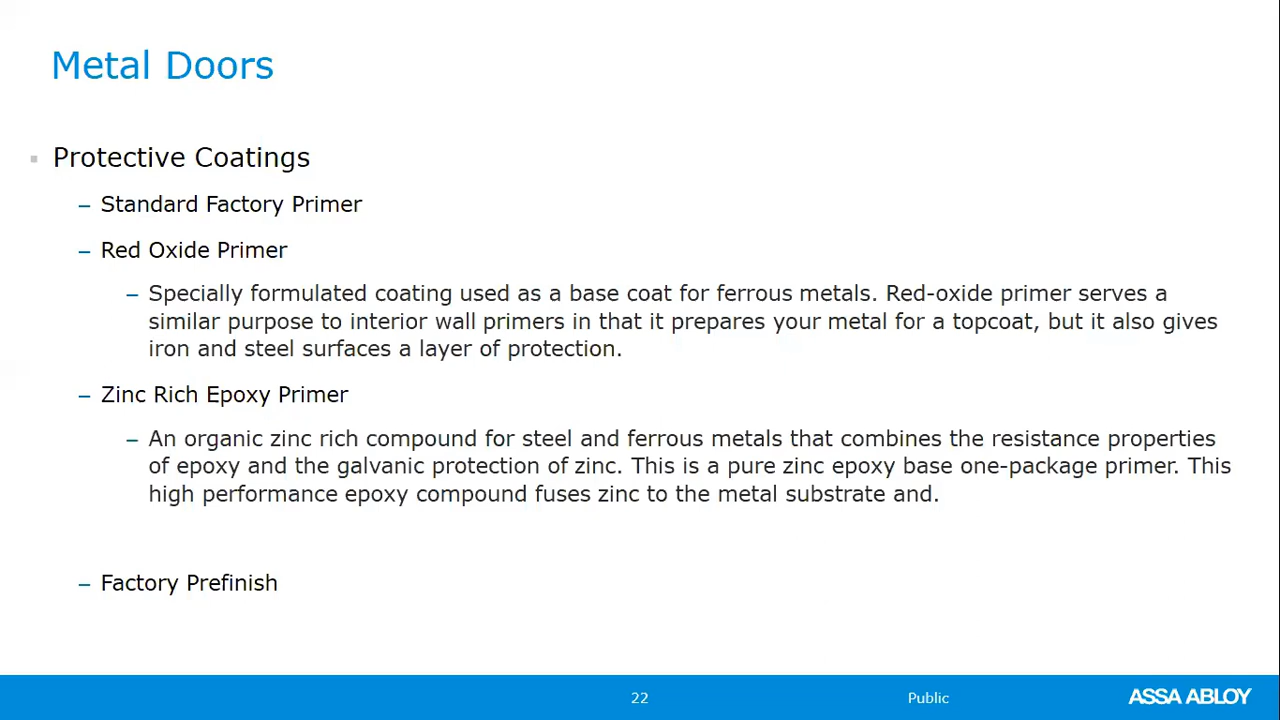 Metal Doors
Protective Coatings
– Standard Factory Primer
– Red Oxide Primer
– Specially formulated coating used as a base coat for ferrous metals. Red-oxide primer serves a
similar purpose to interior wall primers in that it prepares your metal for a topcoat, but it also gives
iron and steel surfaces a layer of protection.
– Zinc Rich Epoxy Primer
– An organic zinc rich compound for steel and ferrous metals that combines the resistance properties
of epoxy and the galvanic protection of zinc. This is a pure zinc epoxy base one-package primer. This
high performance epoxy compound fuses zinc to the metal substrate and.
– Factory Prefinish
22
Public
ASSA ABLOY